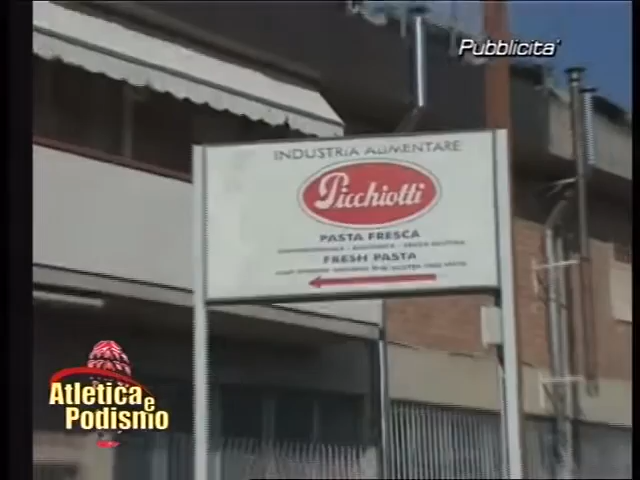 Pubblicita'
INDUSTRIA ALIMENTARE
Picchiotti
PASTA FRESCA
FRESH PASTA
Atletica e
Podismo